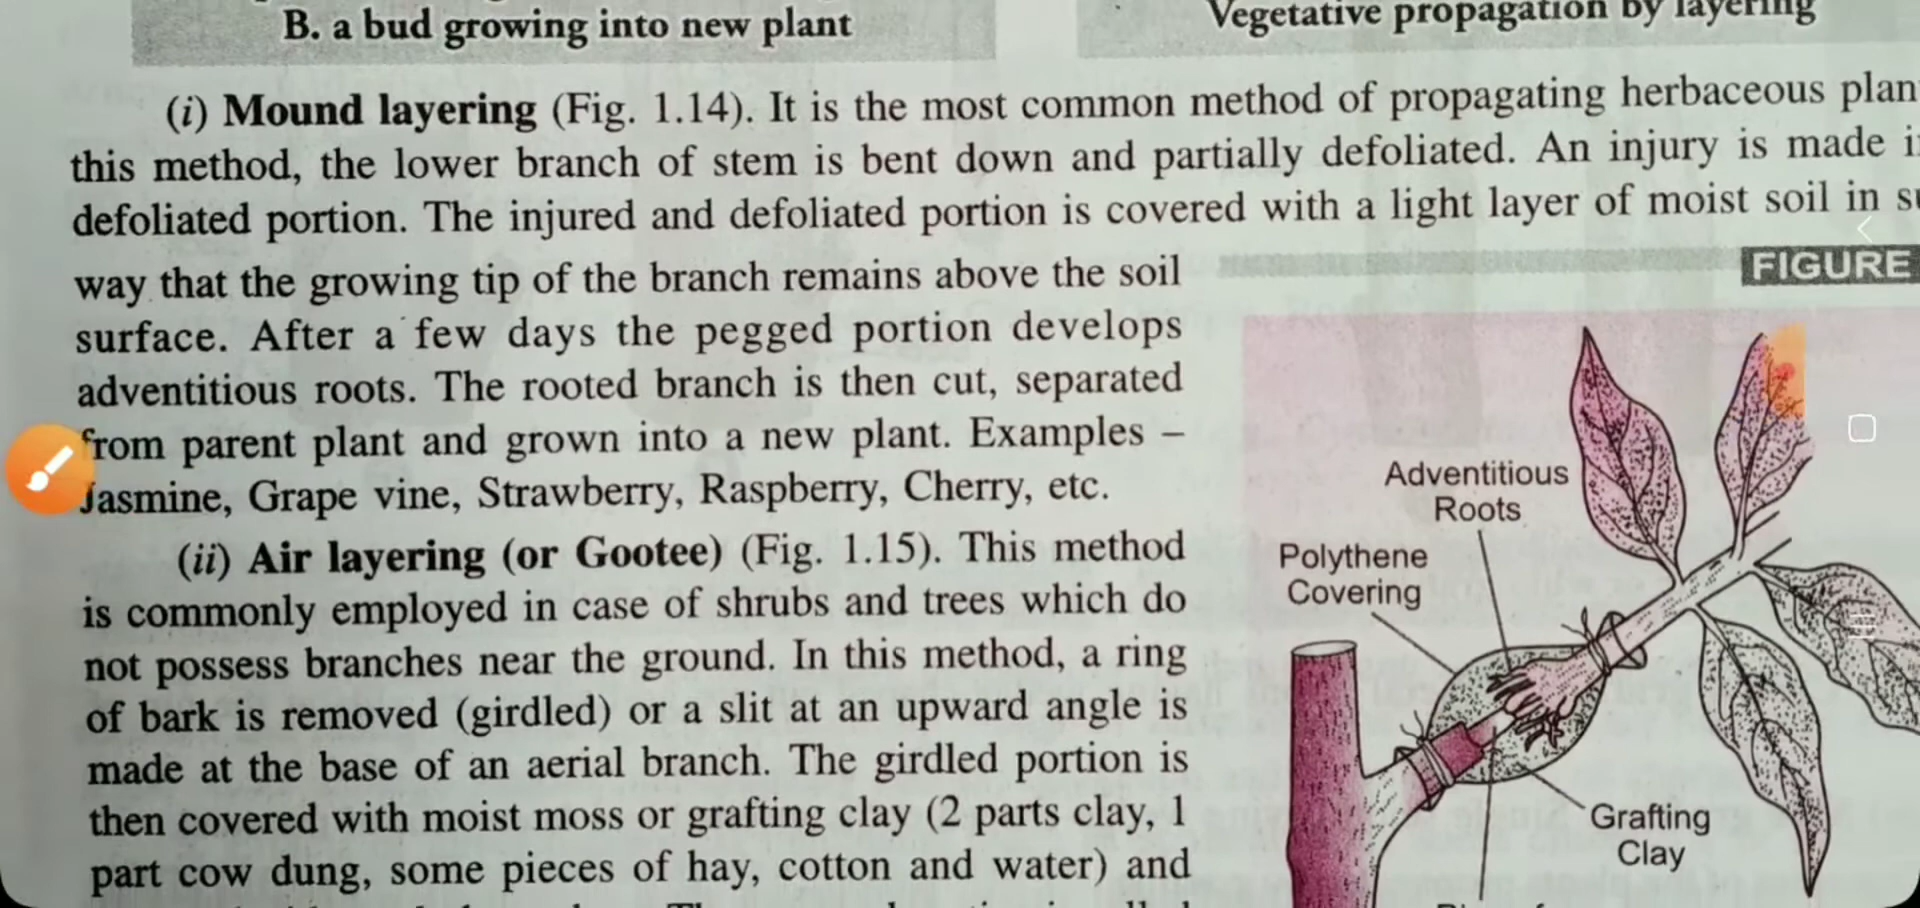 B. a bud growing into new plant
Vegetative propagation by layering
(i) Mound layering (Fig. 1.14). It is the most common method of propagating herbaceous
this method, the lower branch of stem is bent down and partially defoliated. An injury is made
defoliated portion. The injured and defoliated portion is covered with a light layer of moist soil in
way that the growing tip of the branch remains above the soil
surface. After a few days the pegged portion develops
adventitious roots. The rooted branch is then cut, separated
from parent plant and grown into a new plant. Examples –
Jasmine, Grape vine, Strawberry, Raspberry, Cherry, etc.
(ii) Air layering (or Gootee) (Fig. 1.15). This method
is commonly employed in case of shrubs and trees which do
not possess branches near the ground. In this method, a ring
of bark is removed (girdled) or a slit at an upward angle is
made at the base of an aerial branch. The girdled portion is
then covered with moist moss or grafting clay (2 parts clay, 1
part cow dung, some pieces of hay, cotton and water) and
FIGURE
Adventitious
Roots
Polythene
Covering
Grafting
Clay